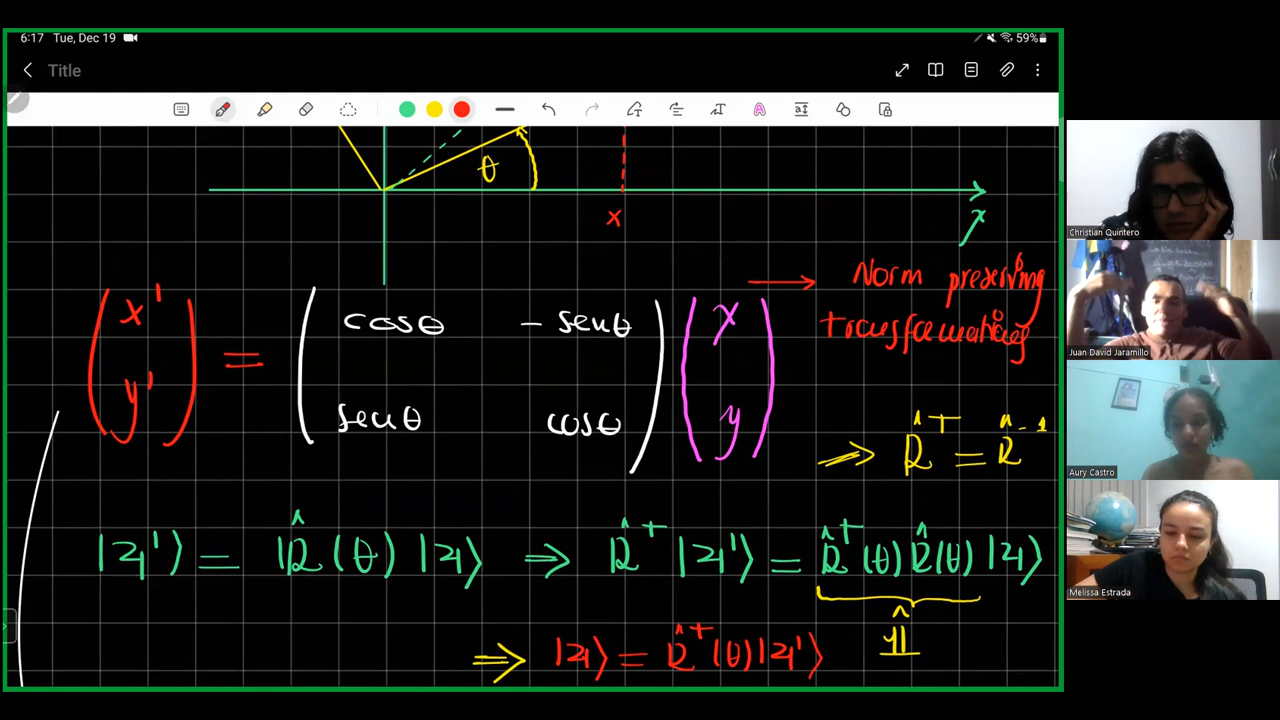 6:17 Tue, Dec 19 59%
Title
θ
x
x
Norm preserving
transformations
(x' y') = (cosθ - senθ senθ cosθ) (x y)
⇒ R̂^T = R̂^-1
|z'⟩ = R̂(θ)|z⟩ ⇒ R̂^+ |z'⟩ = R̂^+(θ)R̂(θ)|z⟩
𝟙̂
⇒ |z⟩ = R̂^+(θ)|z'⟩
Christian Quintero
Juan David Jaramillo
Aury Castro
Melissa Estrada